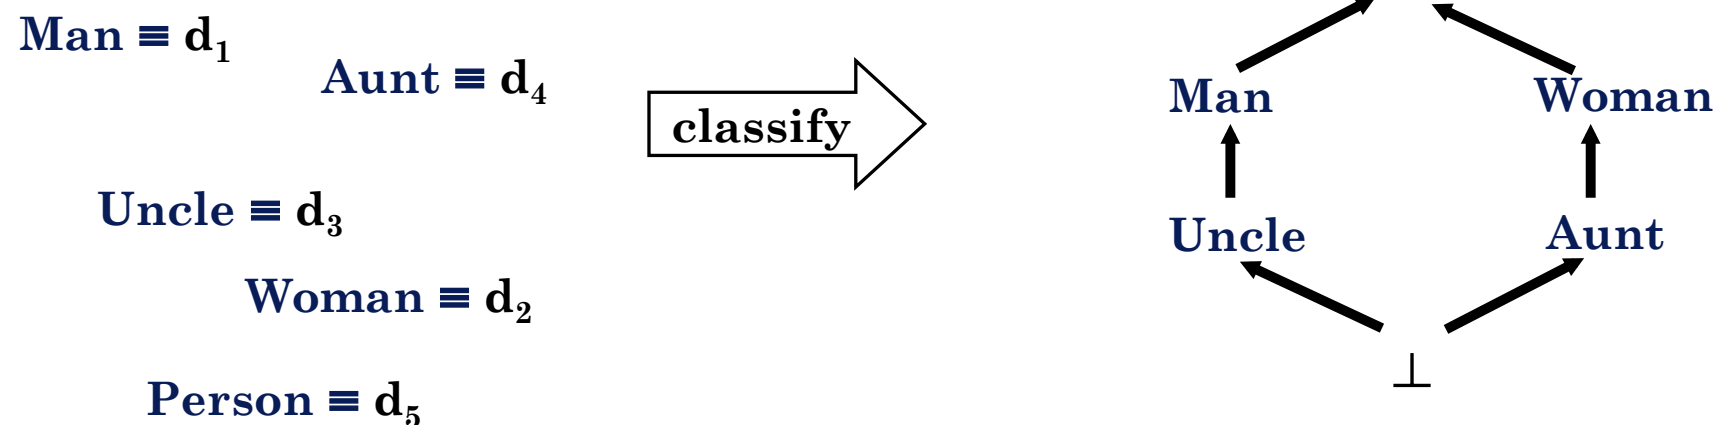 Man ≡ d₁
Aunt ≡ d₄
Uncle ≡ d₃
Woman ≡ d₂
Person ≡ d₅
classify
Man Woman
Uncle Aunt
⊥